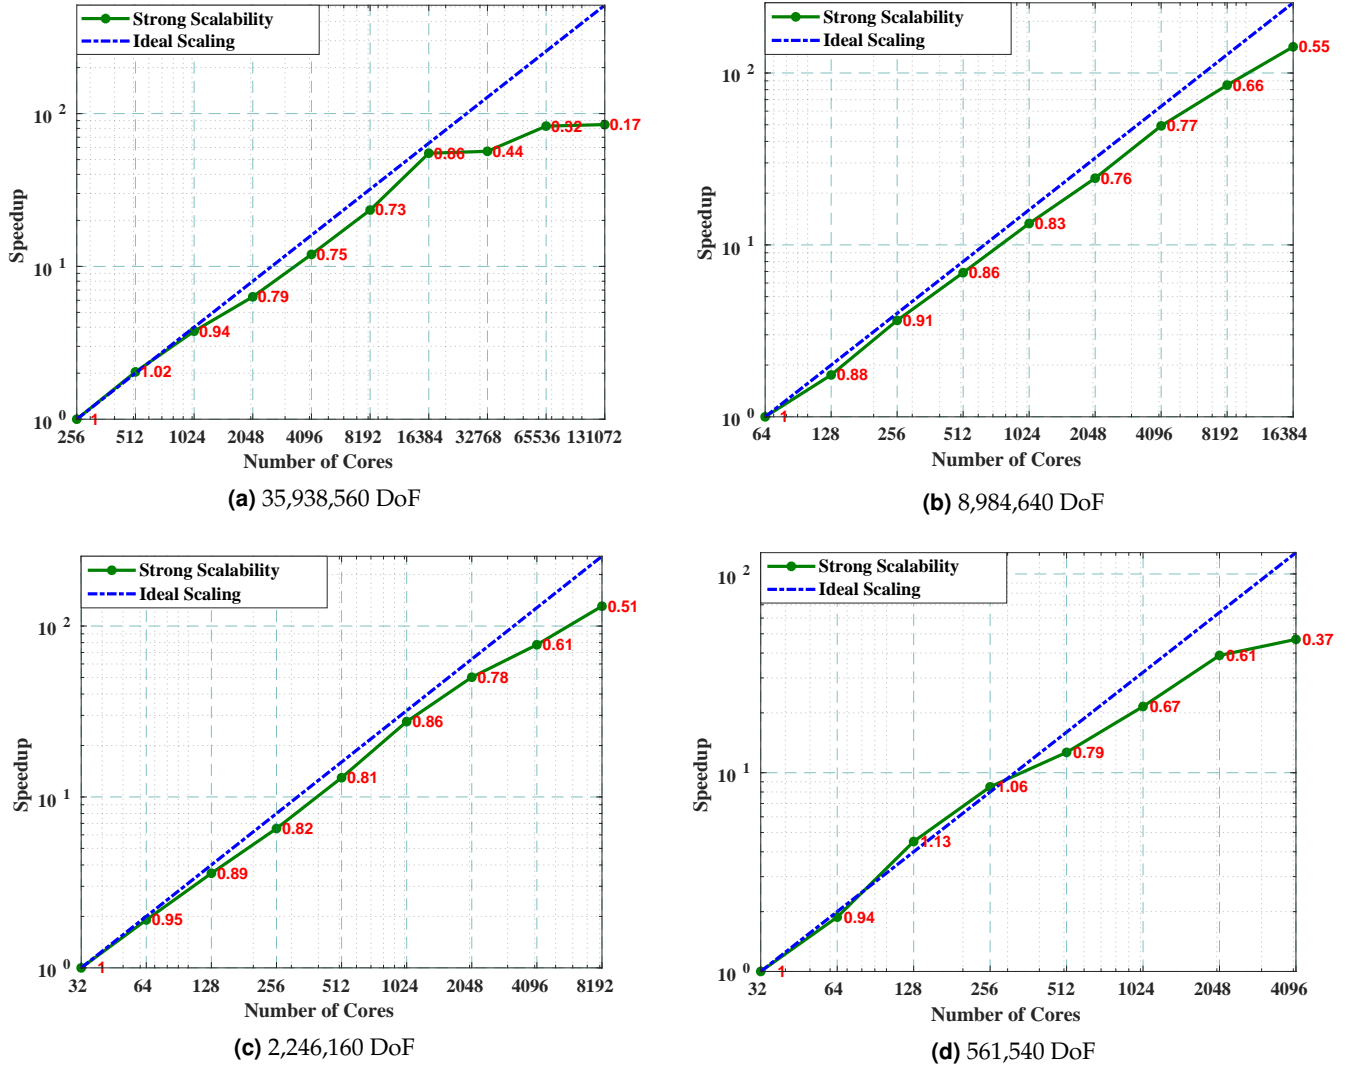 Strong Scalability
Ideal Scaling
Speedup
10^2
10^1
10^0
1
1.02
0.94
0.79
0.75
0.73
0.86
0.44
0.32
0.17
256 512 1024 2048 4096 8192 16384 32768 65536 131072
Number of Cores
(a) 35,938,560 DoF
Strong Scalability
Ideal Scaling
Speedup
10^2
10^1
10^0
1
0.88
0.91
0.86
0.83
0.76
0.77
0.66
0.55
64 128 256 512 1024 2048 4096 8192 16384
Number of Cores
(b) 8,984,640 DoF
Strong Scalability
Ideal Scaling
Speedup
10^2
10^1
10^0
1
0.95
0.89
0.82
0.81
0.86
0.78
0.61
0.51
32 64 128 256 512 1024 2048 4096 8192
Number of Cores
(c) 2,246,160 DoF
Strong Scalability
Ideal Scaling
Speedup
10^2
10^1
10^0
1
0.94
1.13
1.06
0.79
0.67
0.61
0.37
32 64 128 256 512 1024 2048 4096
Number of Cores
(d) 561,540 DoF